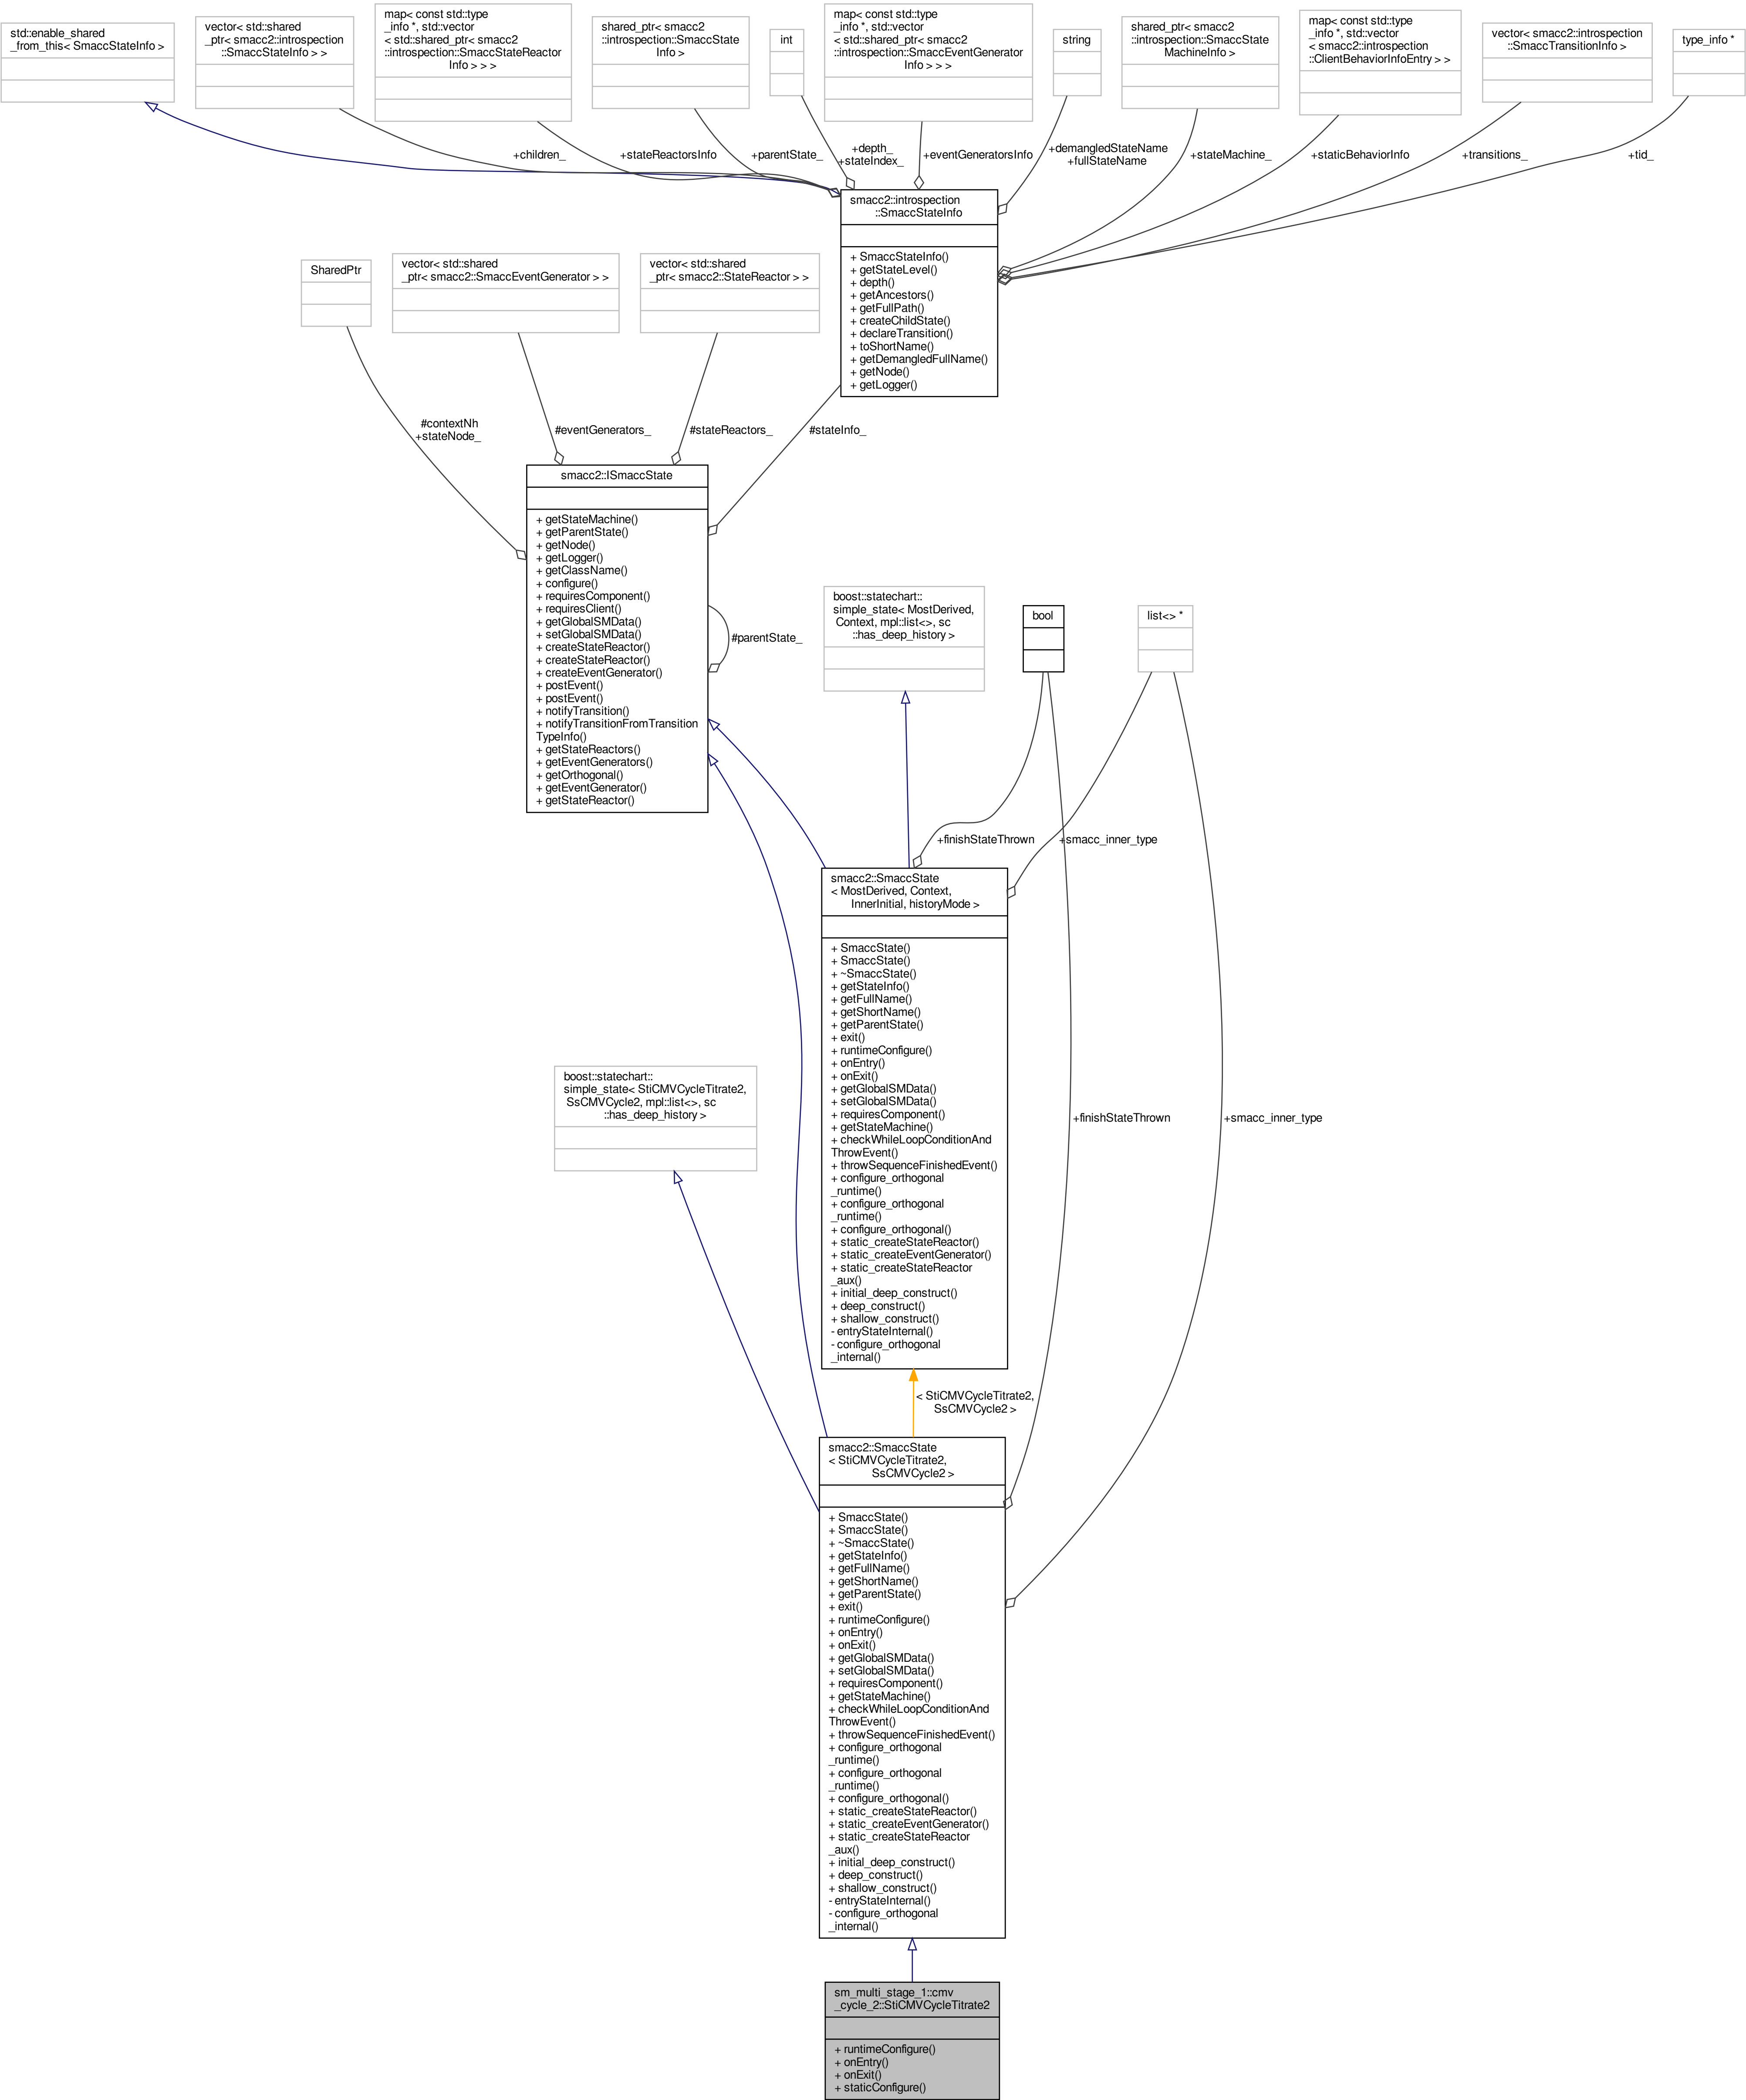 std::enable_shared
_from_this< SmaccStateInfo >
vector< std::shared
_ptr< smacc2::introspection
::SmaccStateInfo > >
map< const std::type
_info *, std::vector
< std::shared_ptr< smacc2
::introspection::SmaccStateReactor
Info > > >
shared_ptr< smacc2
::introspection::SmaccState
Info >
int
map< const std::type
_info *, std::vector
< std::shared_ptr< smacc2
::introspection::SmaccEventGenerator
Info > > >
string
shared_ptr< smacc2
::introspection::SmaccState
MachineInfo >
map< const std::type
_info *, std::vector
< smacc2::introspection
::ClientBehaviorInfoEntry > >
vector< smacc2::introspection
::SmaccTransitionInfo >
type_info *
+children_
+stateReactorsInfo
+parentState_
+depth_
+stateIndex_
+eventGeneratorsInfo
+demangledStateName
+fullStateName
+stateMachine_
+staticBehaviorInfo
+transitions_
+tid_
smacc2::introspection
::SmaccStateInfo
+ SmaccStateInfo()
+ getStateLevel()
+ depth()
+ getAncestors()
+ getFullPath()
+ createChildState()
+ declareTransition()
+ toShortName()
+ getDemangledFullName()
+ getNode()
+ getLogger()
SharedPtr
vector< std::shared
_ptr< smacc2::SmaccEventGenerator > >
vector< std::shared
_ptr< smacc2::StateReactor > >
#contextNh
+stateNode_
#eventGenerators_
#stateReactors_
#stateInfo_
smacc2::ISmaccState
+ getStateMachine()
+ getParentState()
+ getNode()
+ getLogger()
+ getClassName()
+ configure()
+ requiresComponent()
+ requiresClient()
+ getGlobalSMData()
+ setGlobalSMData()
+ createStateReactor()
+ createStateReactor()
+ createEventGenerator()
+ postEvent()
+ postEvent()
+ notifyTransition()
+ notifyTransitionFromTransition
TypeInfo()
+ getStateReactors()
+ getEventGenerators()
+ getOrthogonal()
+ getEventGenerator()
+ getStateReactor()
#parentState_
boost::statechart::
simple_state< MostDerived,
Context, mpl::list<>, sc
::has_deep_history >
bool
list<> *
+finishStateThrown
+smacc_inner_type
smacc2::SmaccState
< MostDerived, Context,
InnerInitial, historyMode >
+ SmaccState()
+ SmaccState()
+ ~SmaccState()
+ getStateInfo()
+ getFullName()
+ getShortName()
+ getParentState()
+ exit()
+ runtimeConfigure()
+ onEntry()
+ onExit()
+ getGlobalSMData()
+ setGlobalSMData()
+ requiresComponent()
+ getStateMachine()
+ checkWhileLoopConditionAnd
ThrowEvent()
+ throwSequenceFinishedEvent()
+ configure_orthogonal
_runtime()
+ configure_orthogonal
_runtime()
+ configure_orthogonal()
+ static_createStateReactor()
+ static_createEventGenerator()
+ static_createStateReactor
_aux()
+ initial_deep_construct()
+ deep_construct()
+ shallow_construct()
- entryStateInternal()
- configure_orthogonal
_internal()
boost::statechart::
simple_state< StiCMVCycleTitrate2,
SsCMVCycle2, mpl::list<>, sc
::has_deep_history >
+finishStateThrown
+smacc_inner_type
< StiCMVCycleTitrate2,
SsCMVCycle2 >
smacc2::SmaccState
< StiCMVCycleTitrate2,
SsCMVCycle2 >
+ SmaccState()
+ SmaccState()
+ ~SmaccState()
+ getStateInfo()
+ getFullName()
+ getShortName()
+ getParentState()
+ exit()
+ runtimeConfigure()
+ onEntry()
+ onExit()
+ getGlobalSMData()
+ setGlobalSMData()
+ requiresComponent()
+ getStateMachine()
+ checkWhileLoopConditionAnd
ThrowEvent()
+ throwSequenceFinishedEvent()
+ configure_orthogonal
_runtime()
+ configure_orthogonal
_runtime()
+ configure_orthogonal()
+ static_createStateReactor()
+ static_createEventGenerator()
+ static_createStateReactor
_aux()
+ initial_deep_construct()
+ deep_construct()
+ shallow_construct()
- entryStateInternal()
- configure_orthogonal
_internal()
sm_multi_stage_1::cmv
_cycle_2::StiCMVCycleTitrate2
+ runtimeConfigure()
+ onEntry()
+ onExit()
+ staticConfigure()